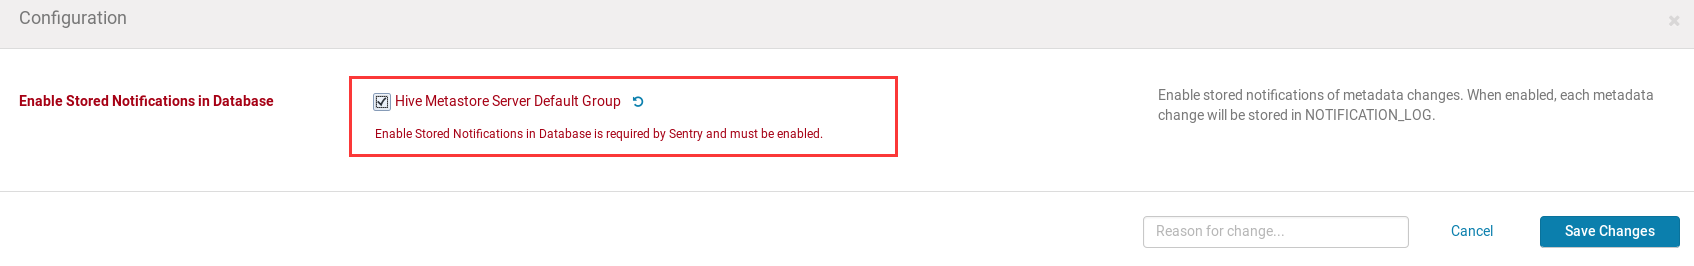 Configuration
Enable Stored Notifications in Database
Hive Metastore Server Default Group
Enable Stored Notifications in Database is required by Sentry and must be enabled.
Enable stored notifications of metadata changes. When enabled, each metadata
change will be stored in NOTIFICATION_LOG.
Reason for change...
Cancel
Save Changes